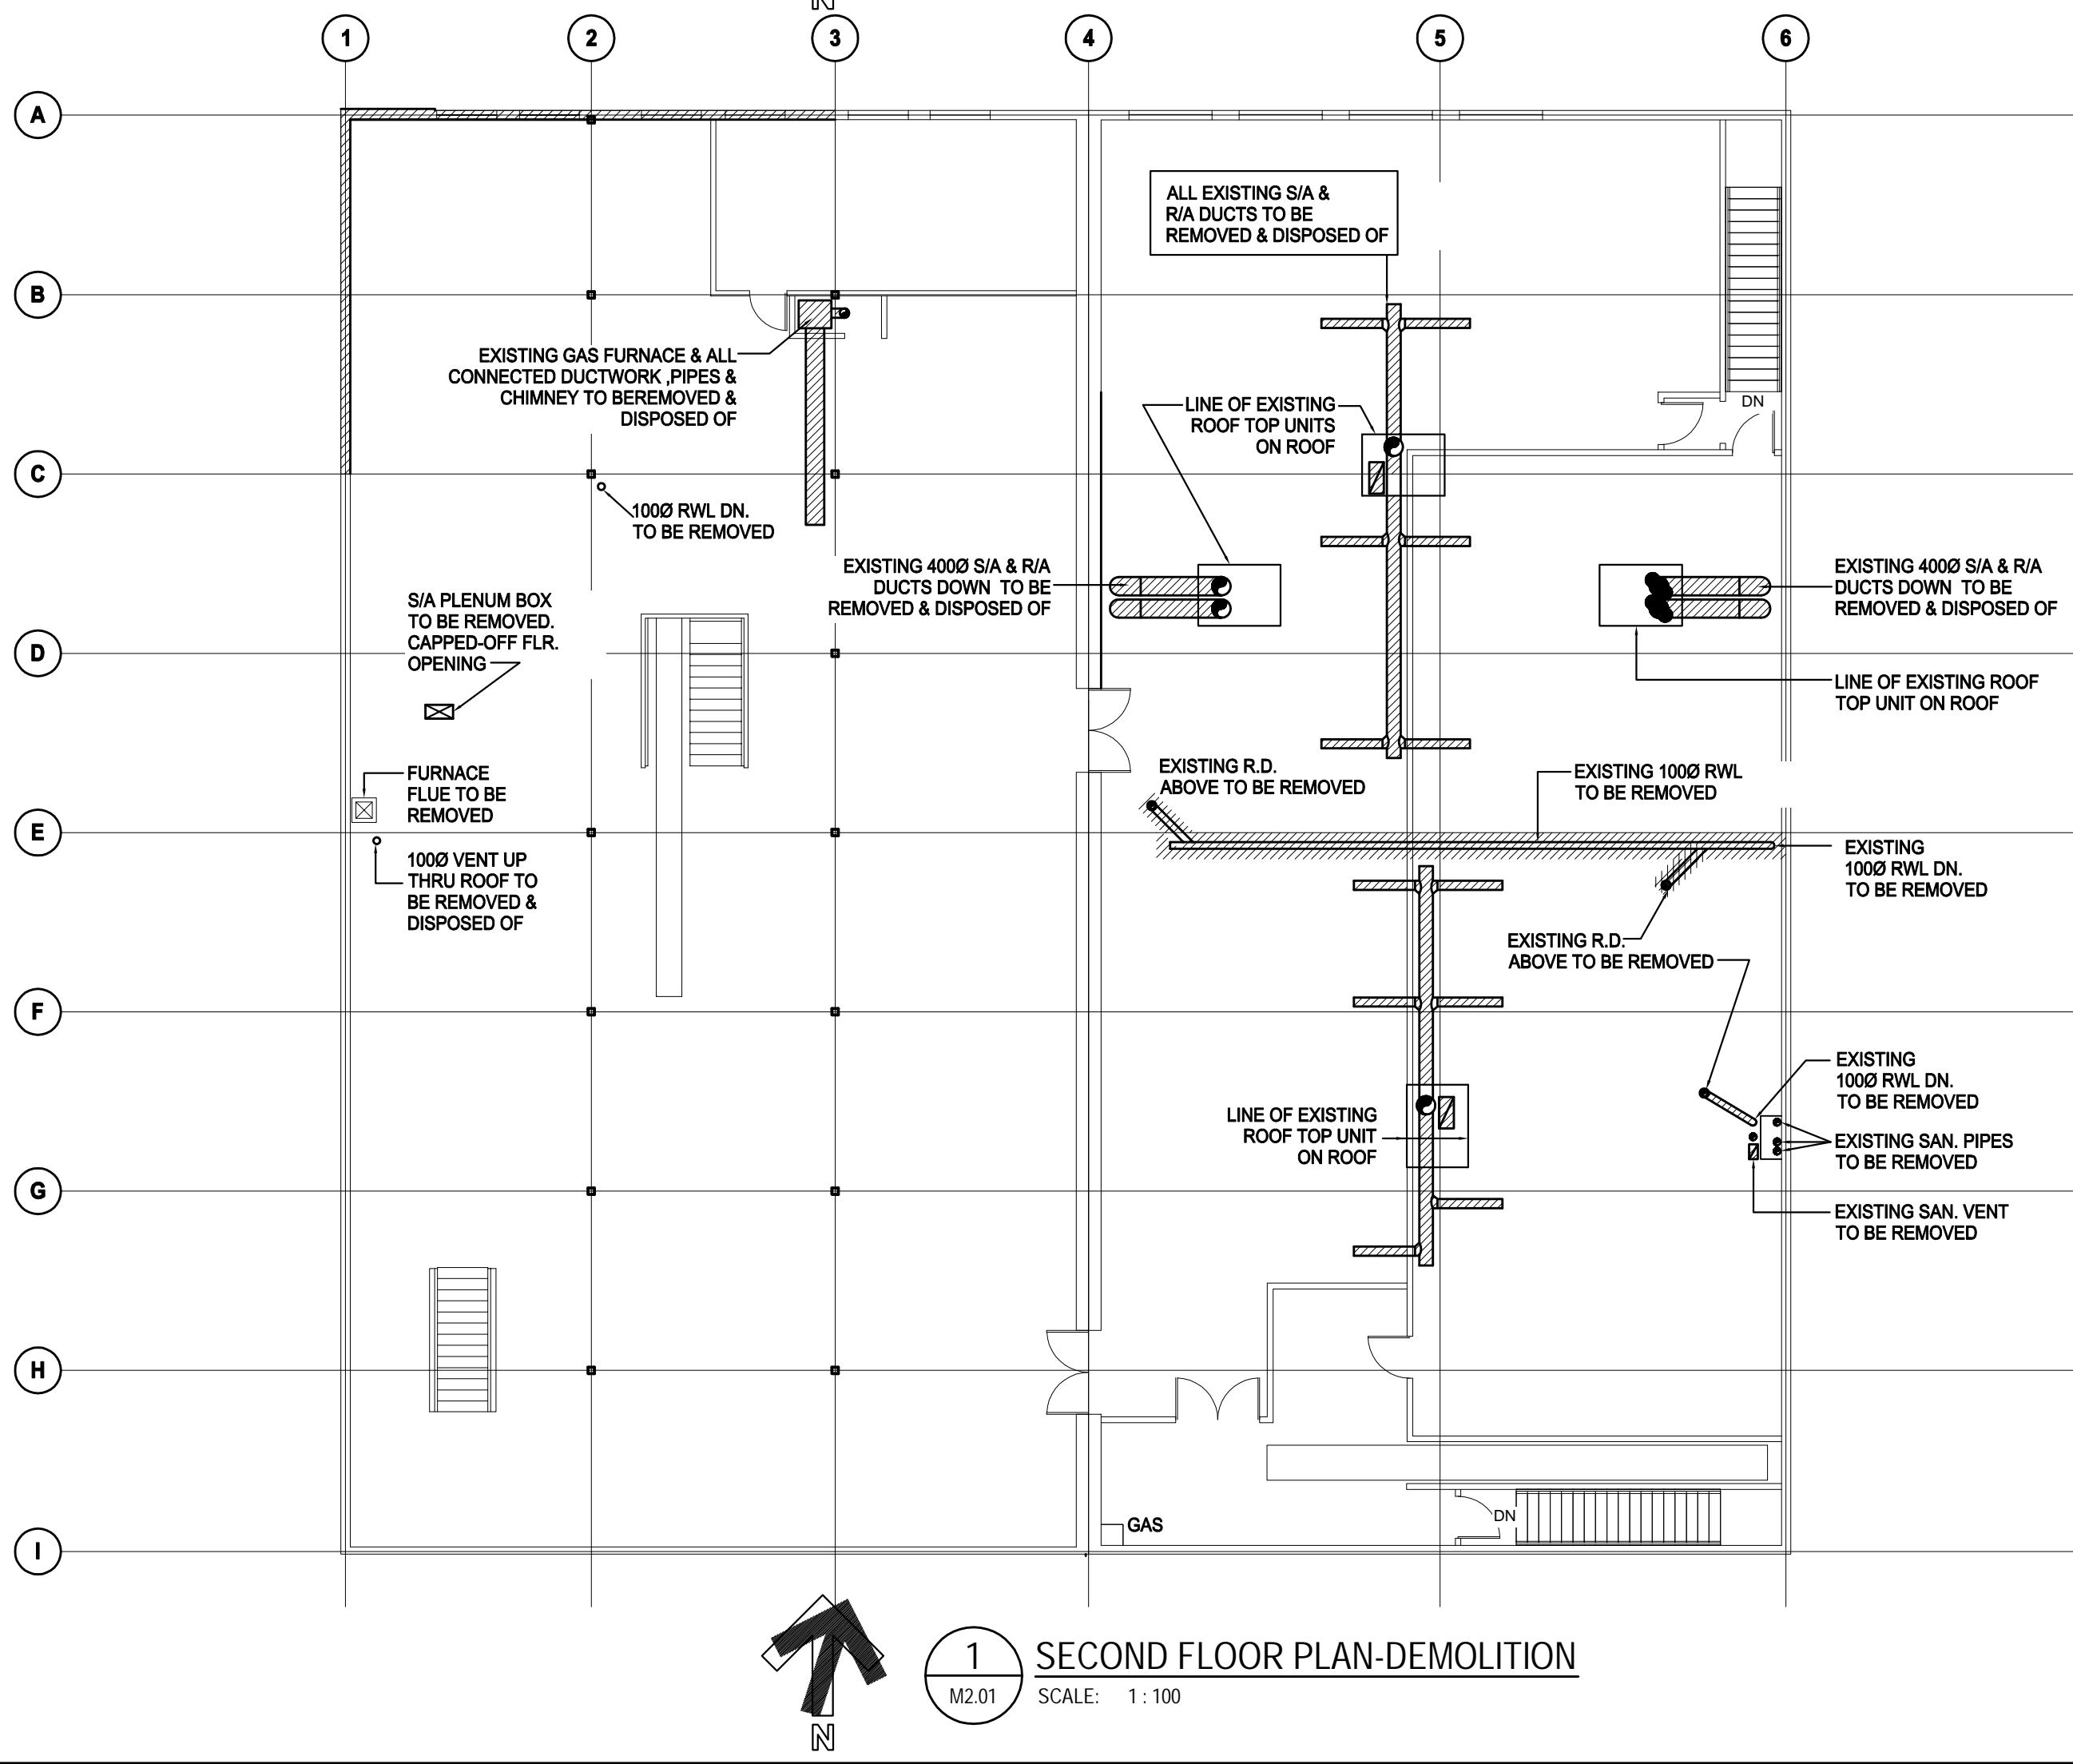 N
1
2
3
4
5
6
A
B
C
D
E
F
G
H
I
ALL EXISTING S/A &
R/A DUCTS TO BE
REMOVED & DISPOSED OF
EXISTING GAS FURNACE & ALL
CONNECTED DUCTWORK ,PIPES &
CHIMNEY TO BEREMOVED &
DISPOSED OF
LINE OF EXISTING
ROOF TOP UNITS
ON ROOF
DN
100Ø RWL DN.
TO BE REMOVED
EXISTING 400Ø S/A & R/A
DUCTS DOWN TO BE
REMOVED & DISPOSED OF
EXISTING 400Ø S/A & R/A
DUCTS DOWN TO BE
REMOVED & DISPOSED OF
S/A PLENUM BOX
TO BE REMOVED.
CAPPED-OFF FLR.
OPENING
LINE OF EXISTING ROOF
TOP UNIT ON ROOF
FURNACE
FLUE TO BE
REMOVED
EXISTING R.D.
ABOVE TO BE REMOVED
EXISTING 100Ø RWL
TO BE REMOVED
100Ø VENT UP
THRU ROOF TO
BE REMOVED &
DISPOSED OF
EXISTING
100Ø RWL DN.
TO BE REMOVED
EXISTING R.D.
ABOVE TO BE REMOVED
EXISTING
100Ø RWL DN.
TO BE REMOVED
LINE OF EXISTING
ROOF TOP UNIT
ON ROOF
EXISTING SAN. PIPES
TO BE REMOVED
EXISTING SAN. VENT
TO BE REMOVED
GAS
DN
N
1
M2.01
SECOND FLOOR PLAN-DEMOLITION
SCALE: 1 : 100